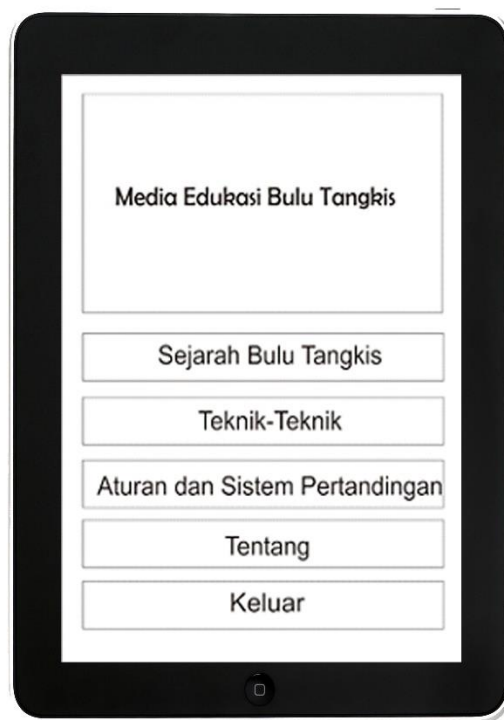 Media Edukasi Bulu Tangkis
Sejarah Bulu Tangkis
Teknik-Teknik
Aturan dan Sistem Pertandingan
Tentang
Keluar